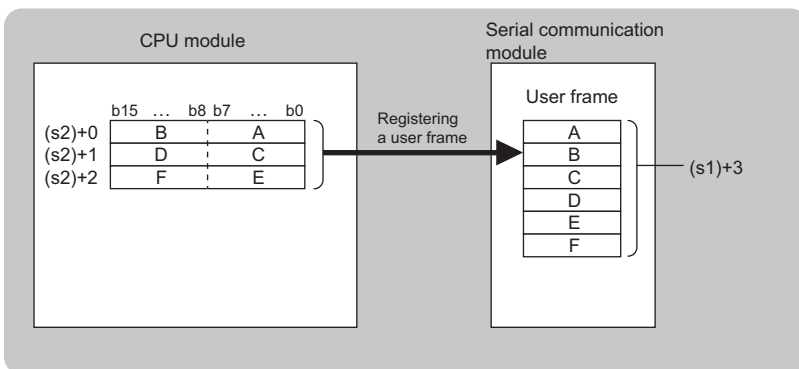 CPU module
Serial communication
module
b15 … b8 b7 … b0
(s2)+0 B A
(s2)+1 D C
(s2)+2 F E
Registering
a user frame
User frame
A
B
C
D
E
F
(s1)+3